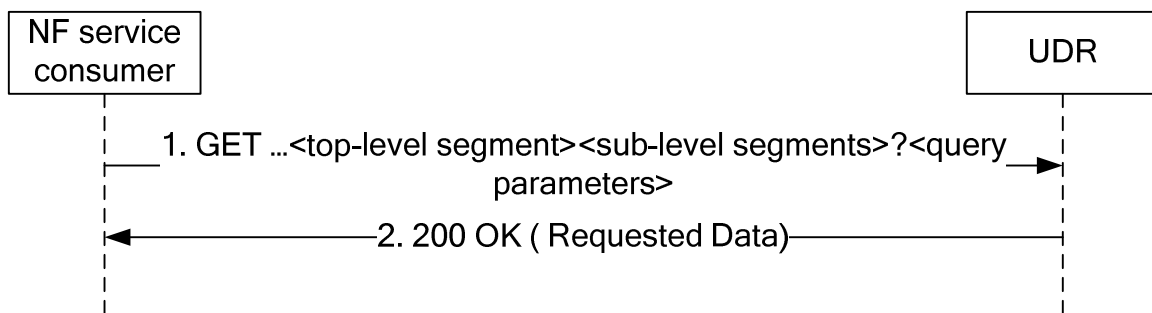 NF service
consumer
UDR
1. GET ...<top-level segment><sub-level segments>?<query
parameters>
2. 200 OK ( Requested Data)